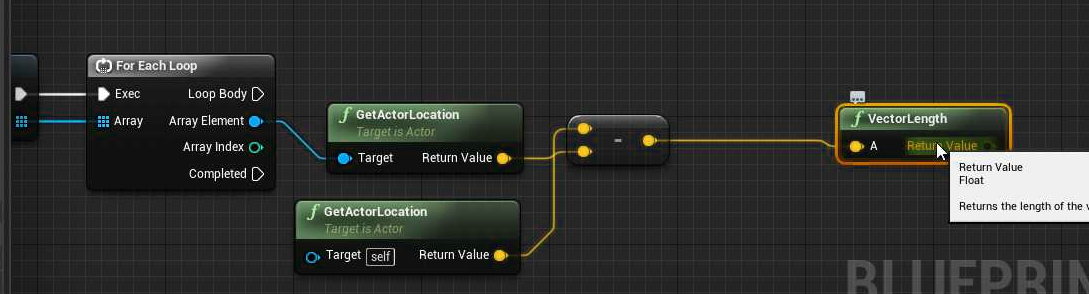 For Each Loop
Exec
Loop Body
Array
Array Element
Array Index
Completed
f GetActorLocation
Target is Actor
Target
Return Value
f GetActorLocation
Target is Actor
Target
self
Return Value
-
f VectorLength
A
Return Value
Return Value
Float
Returns the length of the